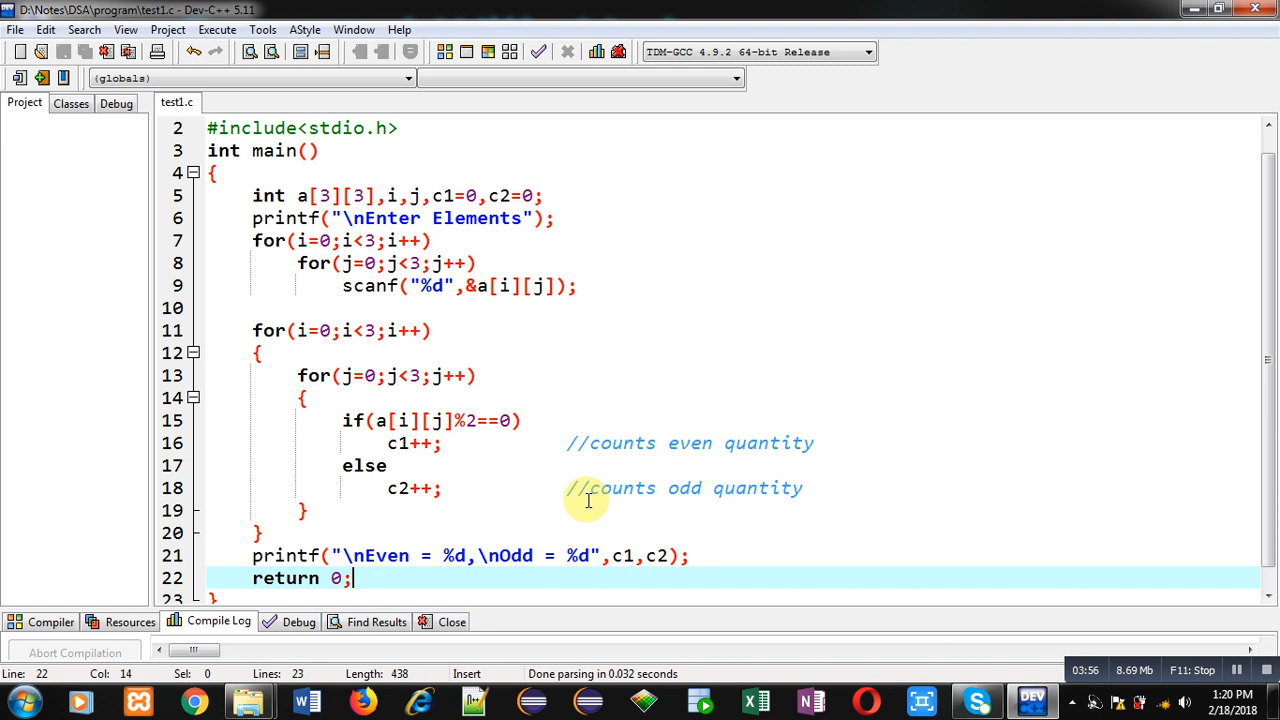 D:\Notes\DSA\program\test1.c - Dev-C++ 5.11
File Edit Search View Project Execute Tools AStyle Window Help
TDM-GCC 4.9.2 64-bit Release
(globals)
Project Classes Debug test1.c
2 #include<stdio.h>
3 int main()
4 {
5 int a[3][3],i,j,c1=0,c2=0;
6 printf("\nEnter Elements");
7 for(i=0;i<3;i++)
8 for(j=0;j<3;j++)
9 scanf("%d",&a[i][j]);
10
11 for(i=0;i<3;i++)
12 {
13 for(j=0;j<3;j++)
14 {
15 if(a[i][j]%2==0)
16 c1++; //counts even quantity
17 else
18 c2++; //counts odd quantity
19 }
20 }
21 printf("\nEven = %d,\nOdd = %d",c1,c2);
22 return 0;
23 }
Compiler Resources Compile Log Debug Find Results Close
Abort Compilation
Line: 22 Col: 14 Sel: 0 Lines: 23 Length: 438 Insert Done parsing in 0.032 seconds
03:56 8.69 Mb F11: Stop
1:20 PM
2/18/2018